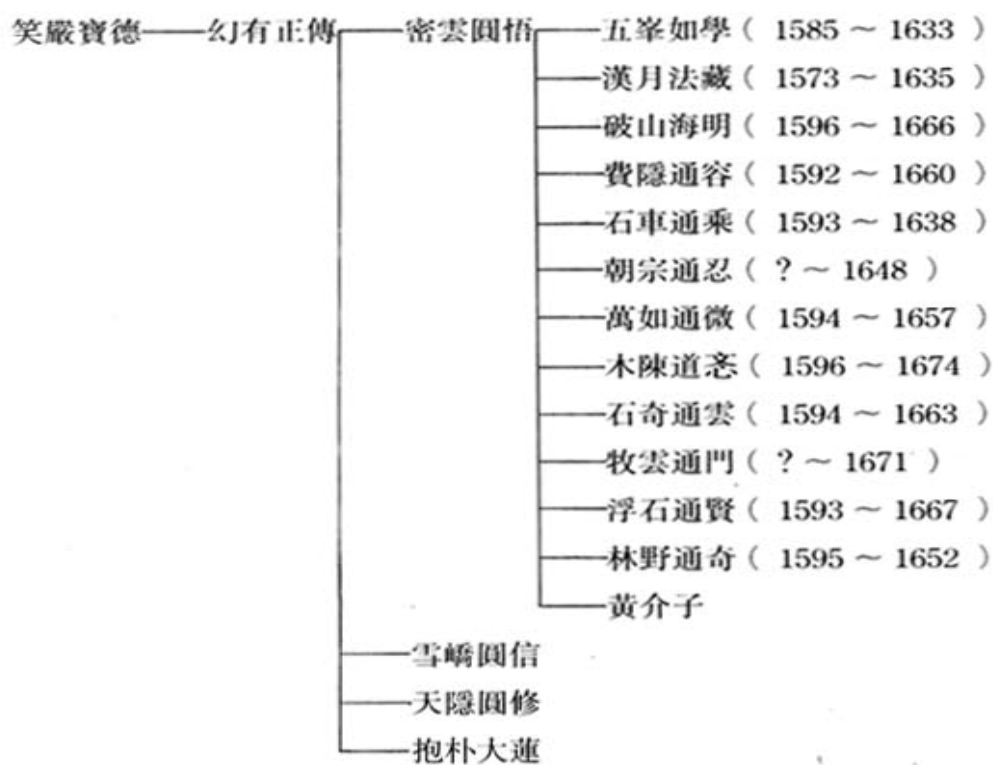 笑嚴寶德 幻有正傳 密雲圓悟 五峯如學（ 1585 ～ 1633 ）
漢月法藏（ 1573 ～ 1635 ）
破山海明（ 1596 ～ 1666 ）
費隱通容（ 1592 ～ 1660 ）
石車通乘（ 1593 ～ 1638 ）
朝宗通忍（ ? ～ 1648 ）
萬如通微（ 1594 ～ 1657 ）
木陳道忞（ 1596 ～ 1674 ）
石奇通雲（ 1594 ～ 1663 ）
牧雲通門（ ? ～ 1671 ）
浮石通賢（ 1593 ～ 1667 ）
林野通奇（ 1595 ～ 1652 ）
黃介子
雪嶠圓信
天隱圓修
抱朴大蓮